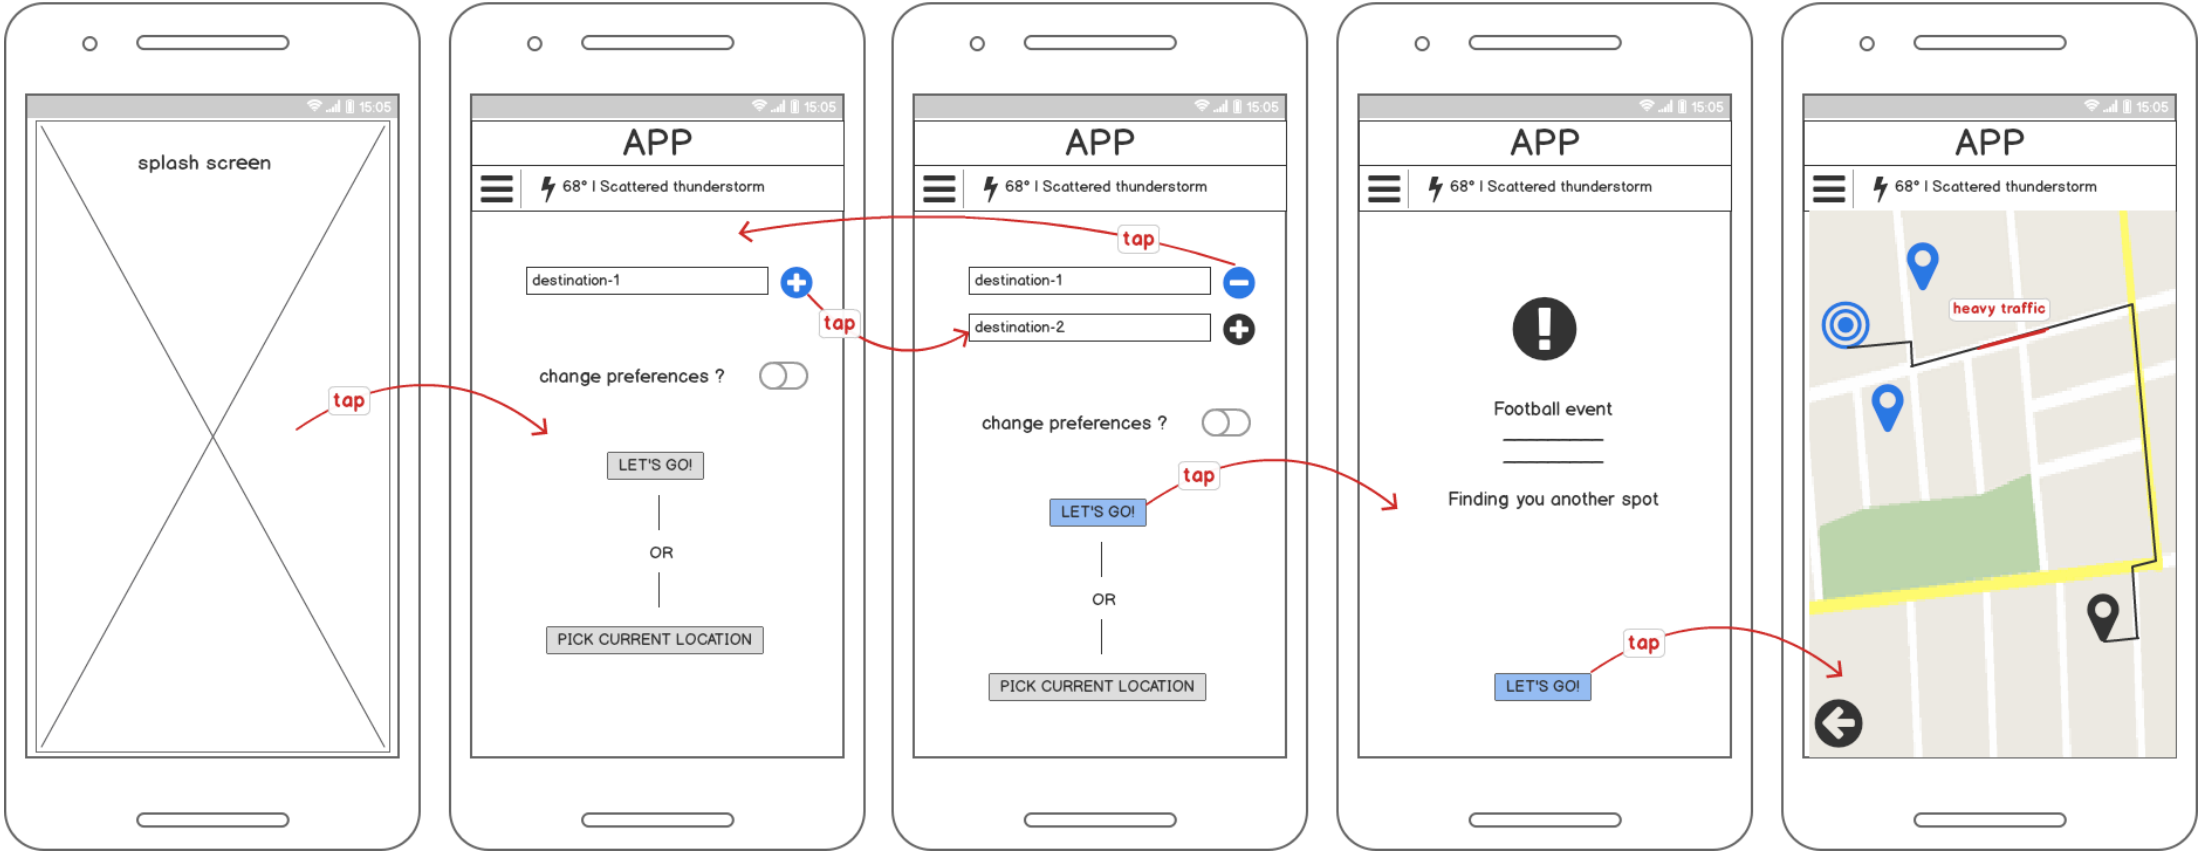 15:05
splash screen
tap
15:05
APP
68° | Scattered thunderstorm
destination-1
tap
change preferences ?
LET'S GO!
OR
PICK CURRENT LOCATION
15:05
APP
68° | Scattered thunderstorm
tap
destination-1
destination-2
change preferences ?
tap
LET'S GO!
OR
PICK CURRENT LOCATION
15:05
APP
68° | Scattered thunderstorm
Football event
Finding you another spot
tap
LET'S GO!
15:05
APP
68° | Scattered thunderstorm
heavy traffic